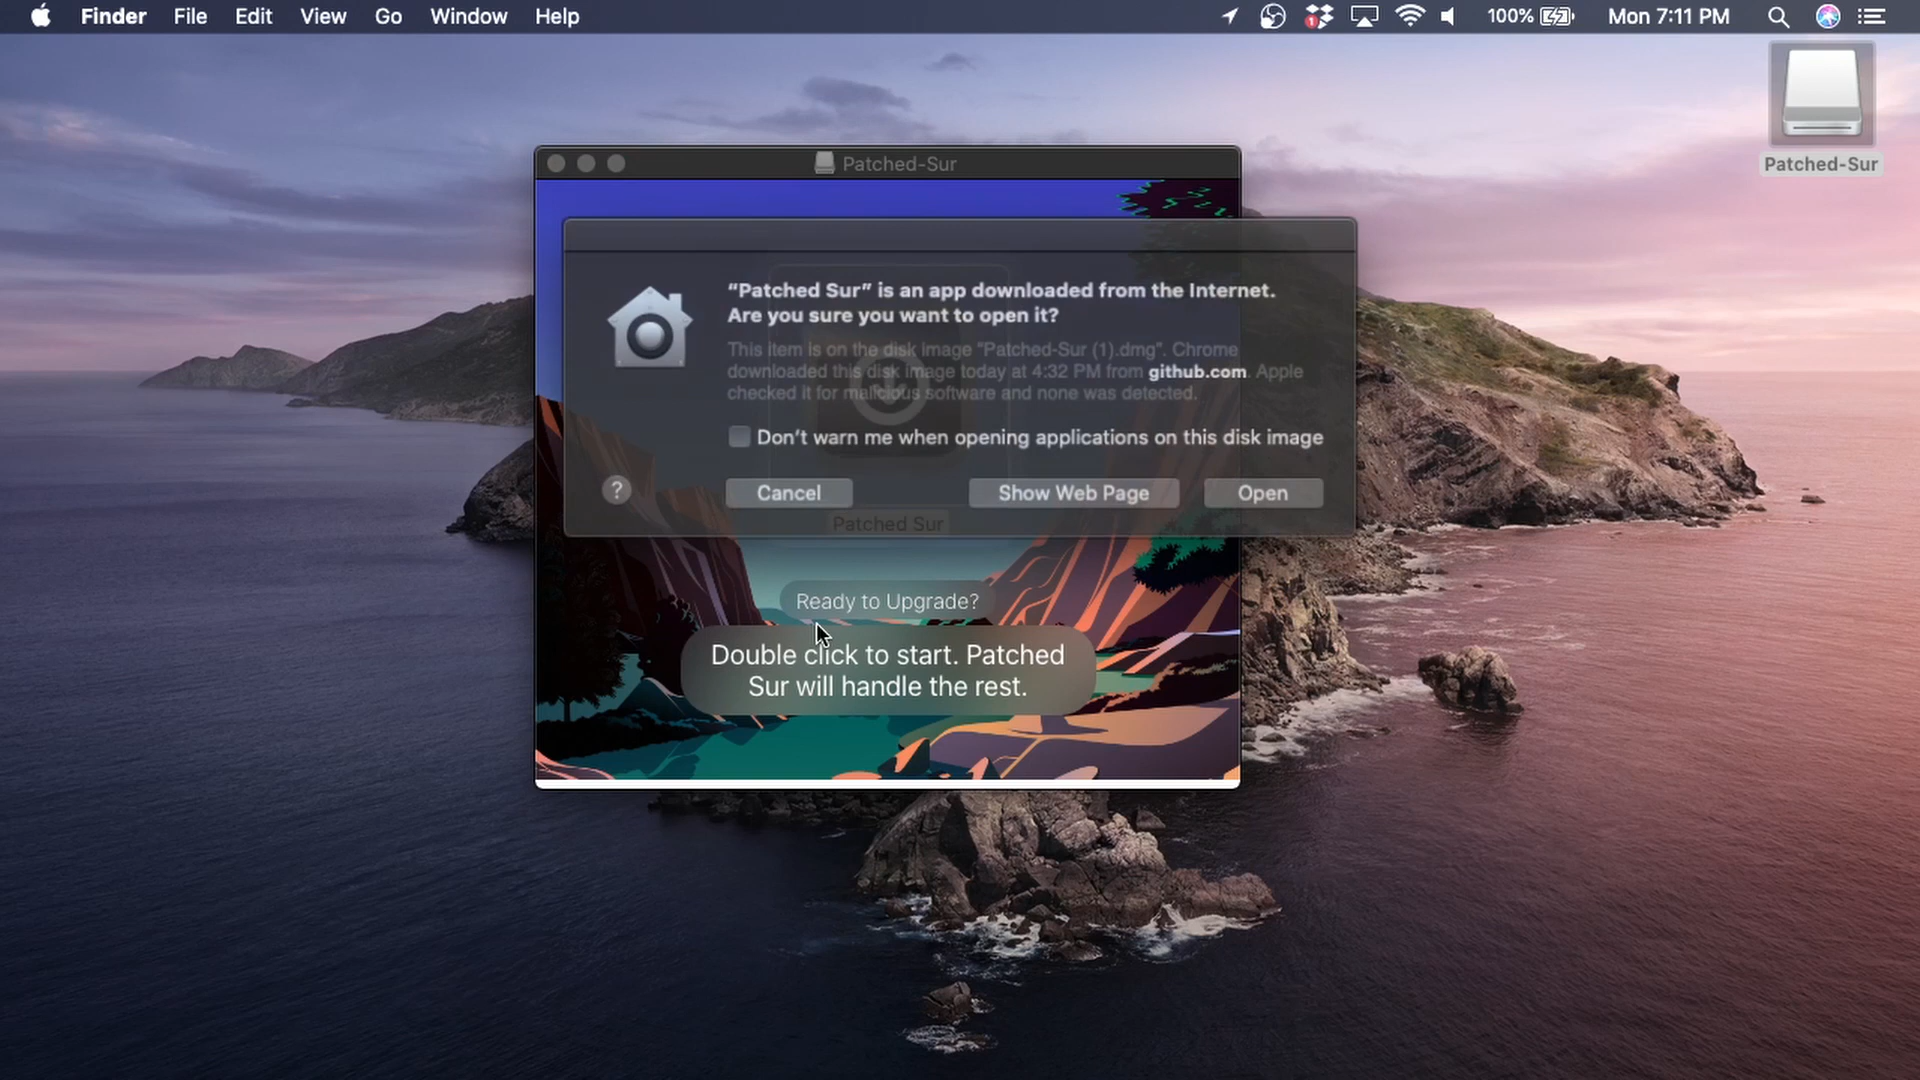 Finder File Edit View Go Window Help
1 100% Mon 7:11 PM
Patched-Sur
Patched-Sur
“Patched Sur” is an app downloaded from the Internet.
Are you sure you want to open it?
This item is on the disk image “Patched-Sur (1).dmg”. Chrome
downloaded this disk image today at 4:32 PM from github.com. Apple
checked it for malicious software and none was detected.
Don’t warn me when opening applications on this disk image
? Cancel Show Web Page Open
Patched Sur
Ready to Upgrade?
Double click to start. Patched
Sur will handle the rest.